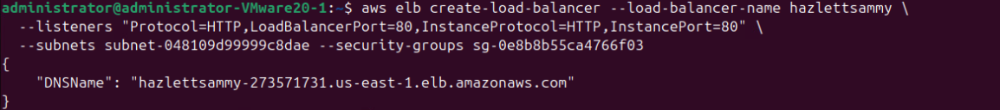 administrator@administrator-VMware20-1:~$ aws elb create-load-balancer --load-balancer-name hazlettsammy \
--listeners "Protocol=HTTP,LoadBalancerPort=80,InstanceProtocol=HTTP,InstancePort=80" \
--subnets subnet-048109d99999c8dae --security-groups sg-0e8b8b55ca4766f03
{
"DNSName": "hazlettsammy-273571731.us-east-1.elb.amazonaws.com"
}